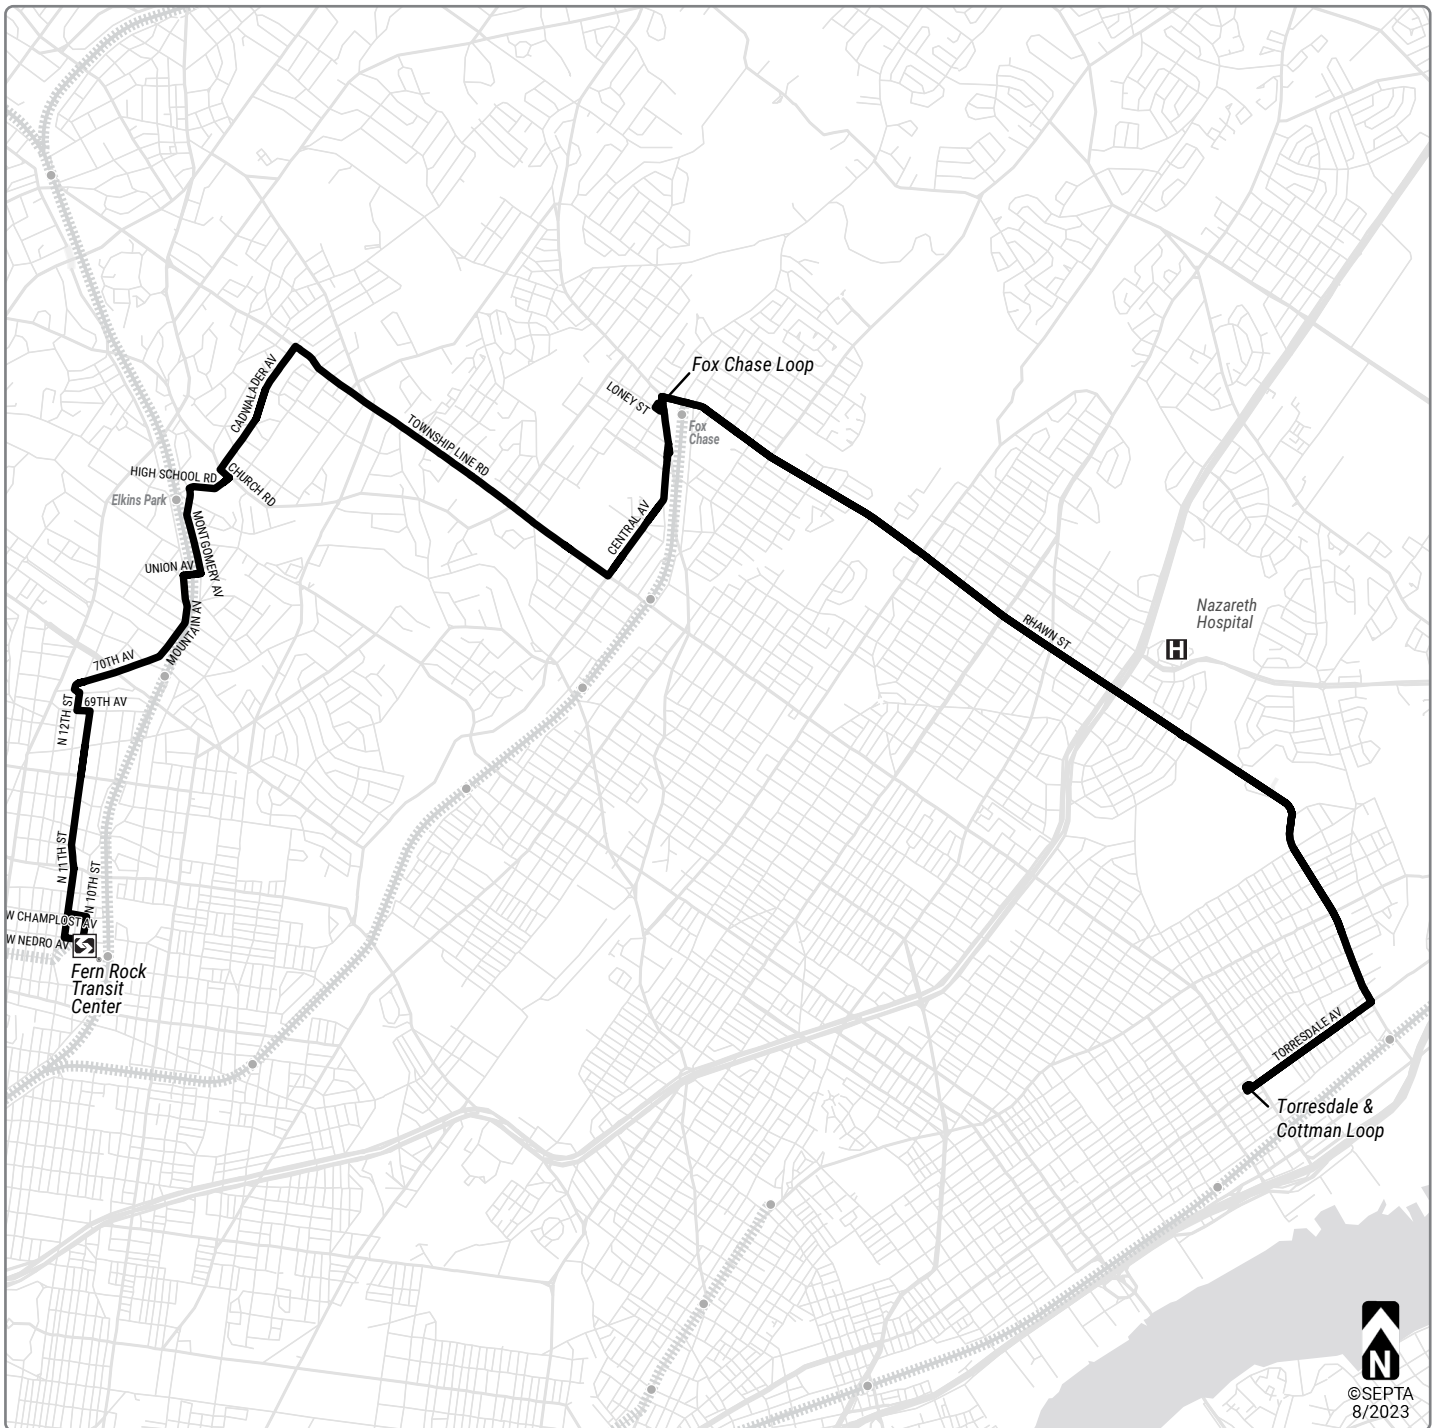 Fox Chase Loop
LONEY ST
Fox
Chase
CADWALADER AV
TOWNSHIP LINE RD
HIGH SCHOOL RD
CHURCH RD
Elkins Park
MONTGOMERY AV
CENTRAL AV
UNION AV
MOUNTAIN AV
Nazareth
Hospital
H
RHAWN ST
70TH AV
69TH AV
N 12TH ST
N 11TH ST
N 10TH ST
W CHAMPLOST AV
W NEDRO AV
Fern Rock
Transit
Center
TORRESDALE AV
Torresdale &
Cottman Loop
N
©SEPTA
8/2023